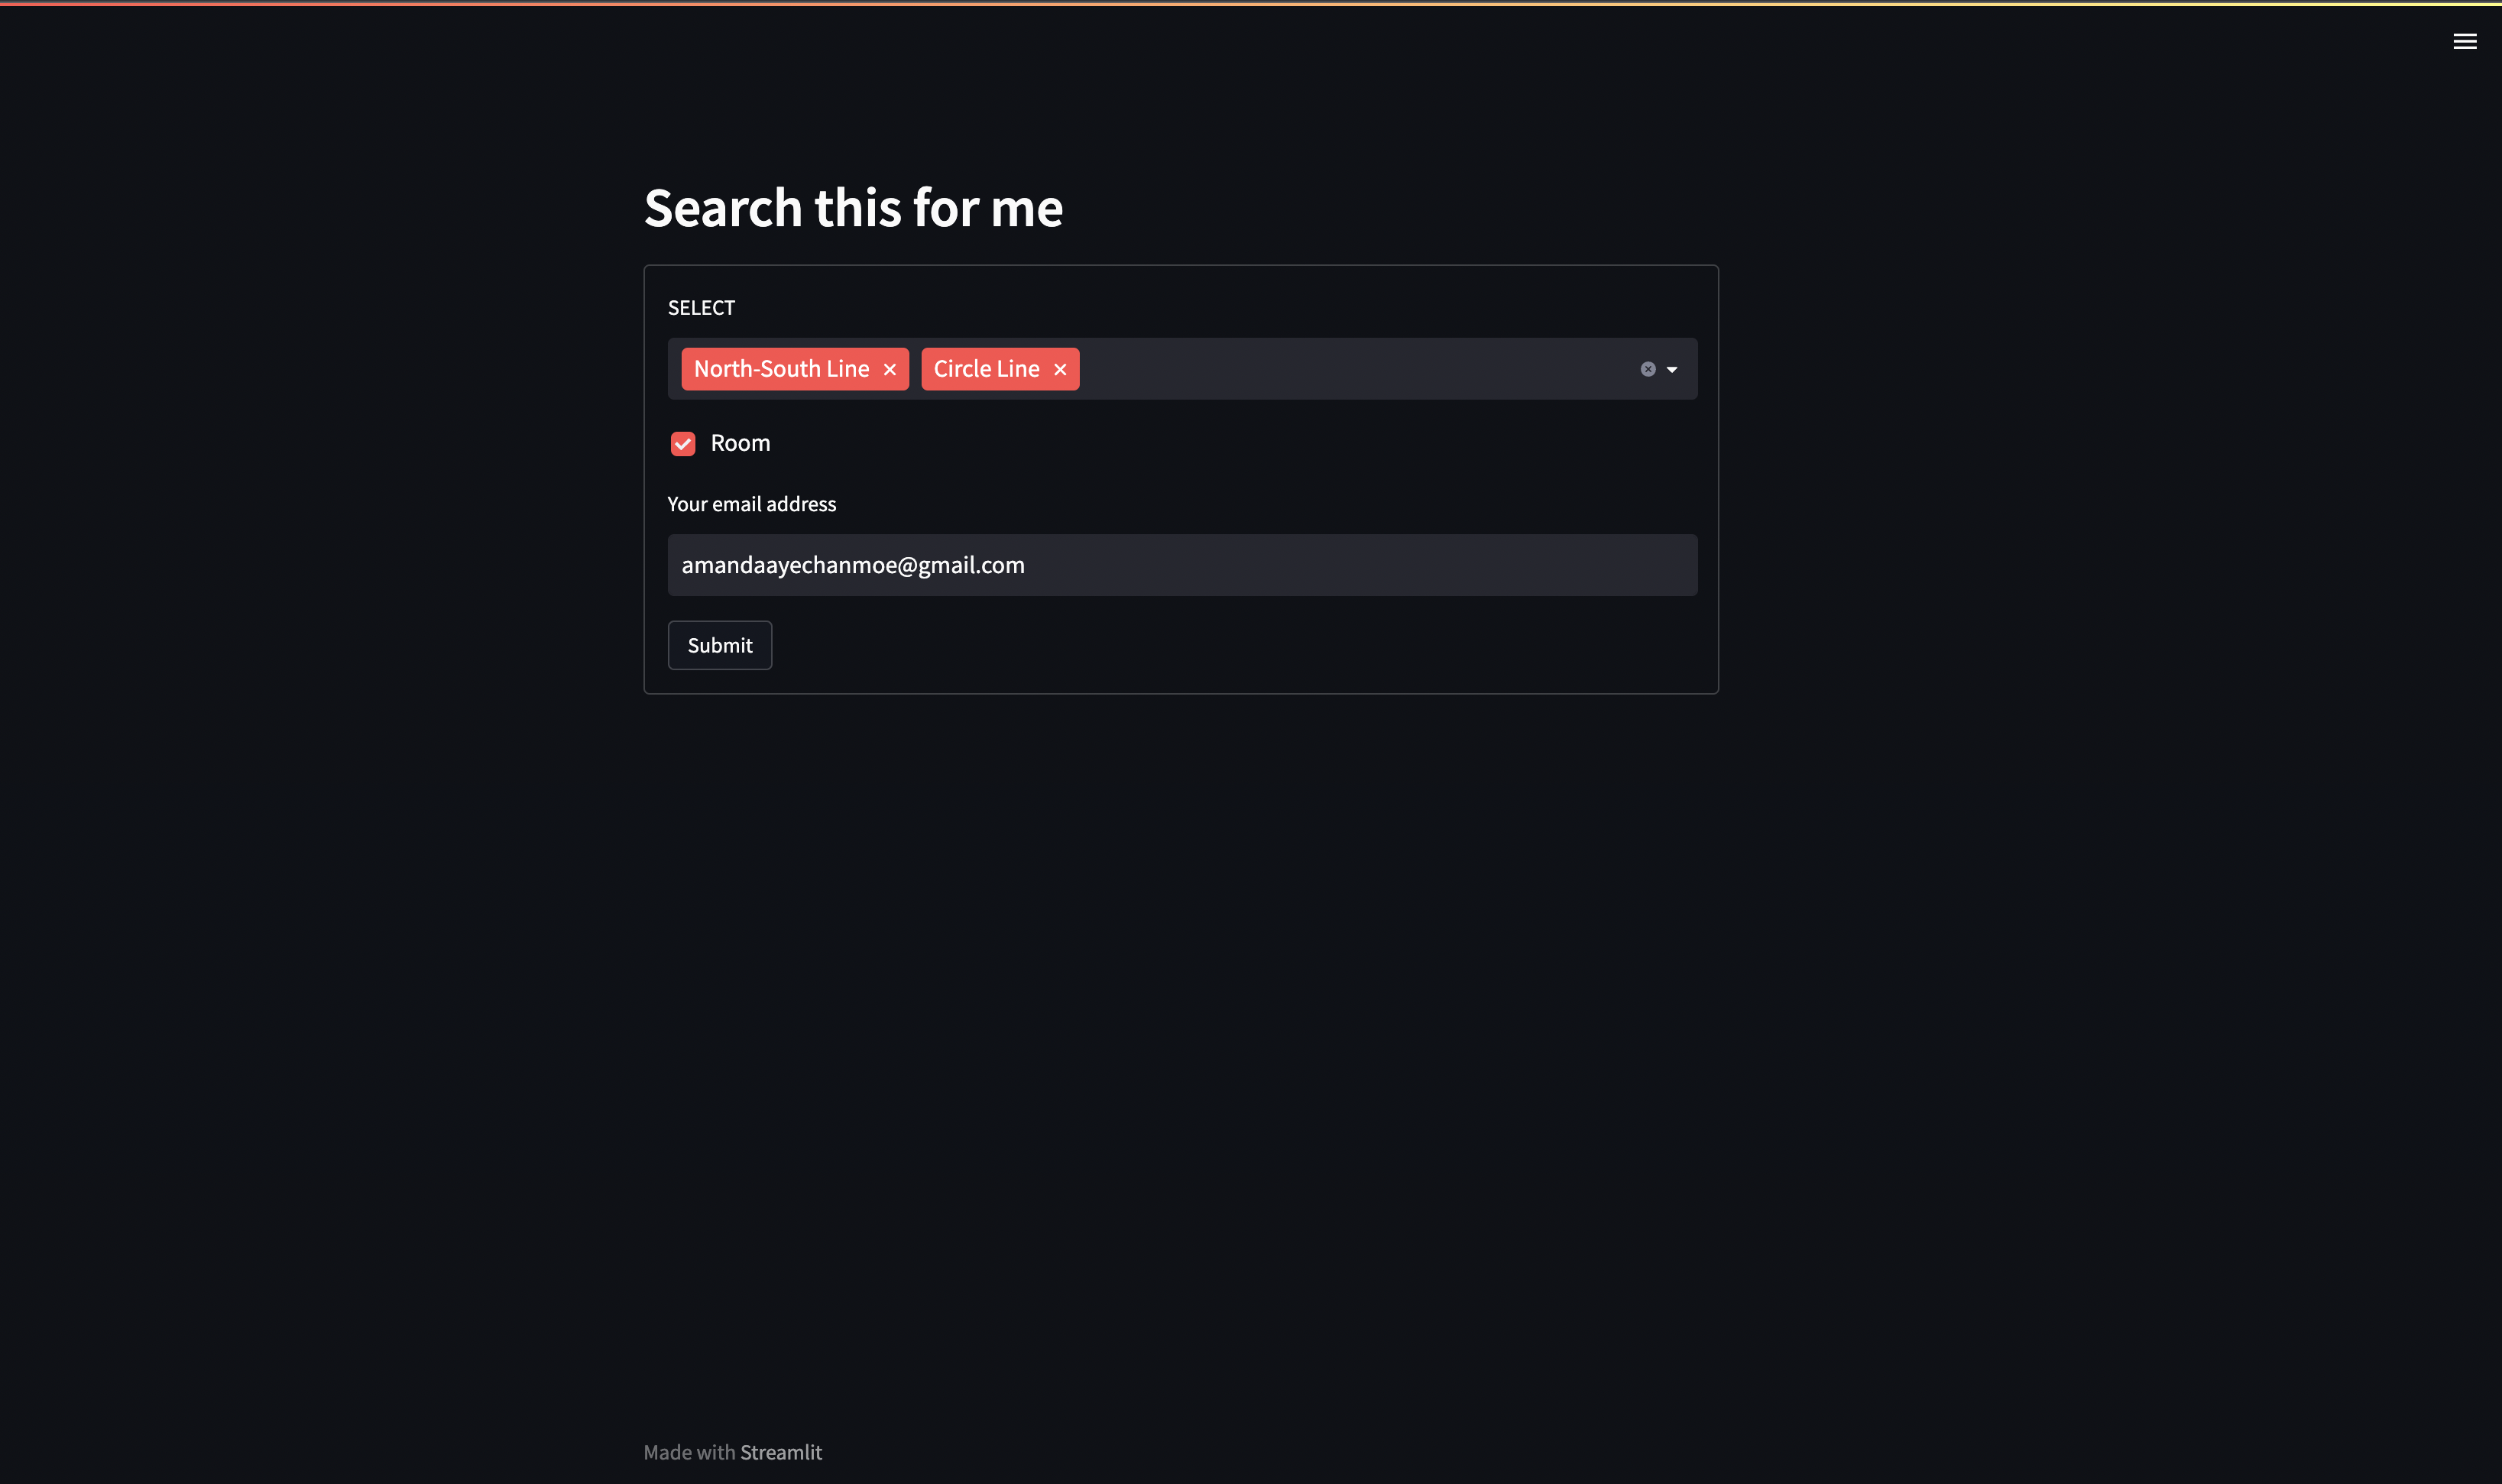 Search this for me
SELECT
North-South Line Circle Line
Room
Your email address
amandaayechanmoe@gmail.com
Submit
Made with Streamlit